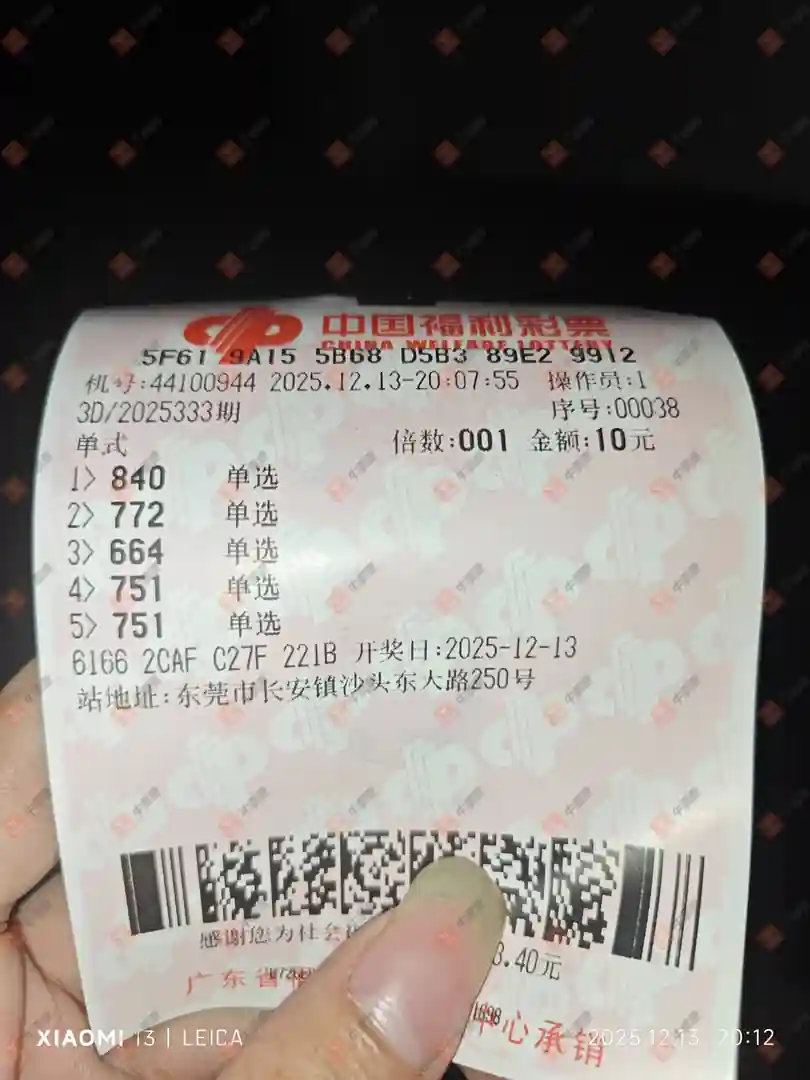 中国福利彩票
CHINA WELFARE LOTTERY
5F61 9A15 5B68 D5B3 89E2 9912
机号:44100944 2025.12.13-20:07:55 操作员:1
3D/2025333期 序号:00038
单式 倍数:001 金额:10元
1> 840 单选
2> 772 单选
3> 664 单选
4> 751 单选
5> 751 单选
6166 2CAF C27F 221B 开奖日:2025-12-13
站地址:东莞市长安镇沙头东大路250号
感谢您为社会
3.40元
广东省
中心承销
XIAOMI 13 | LEICA
2025.12.13 20:12